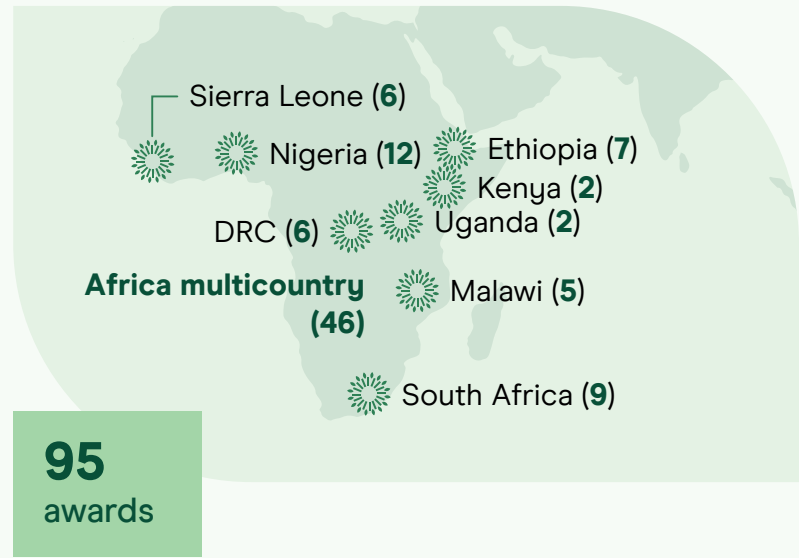 Sierra Leone (6)
Nigeria (12)
Ethiopia (7)
Kenya (2)
Uganda (2)
DRC (6)
Africa multicountry
(46)
Malawi (5)
South Africa (9)
95
awards